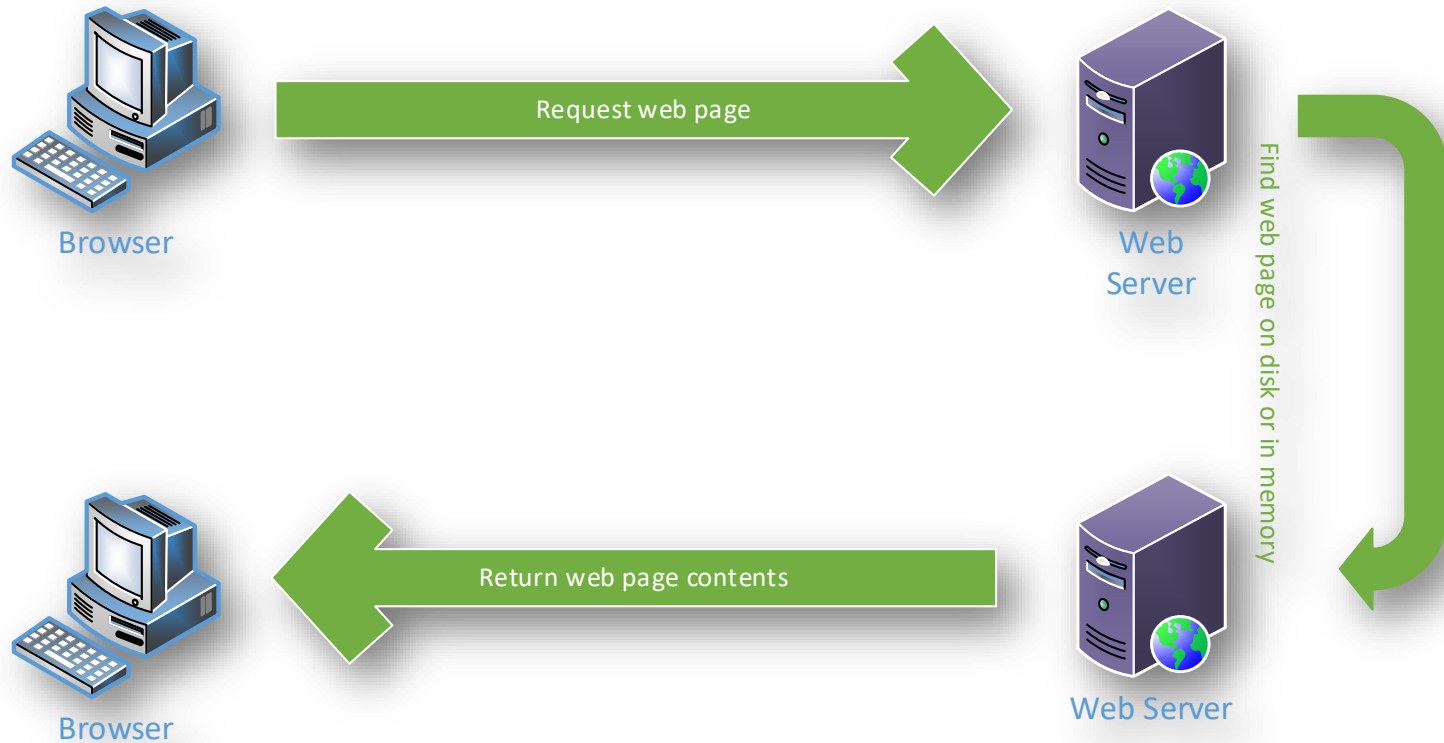 Request web page
Browser
Web
Server
Find web page on disk or in memory
Return web page contents
Browser
Web Server